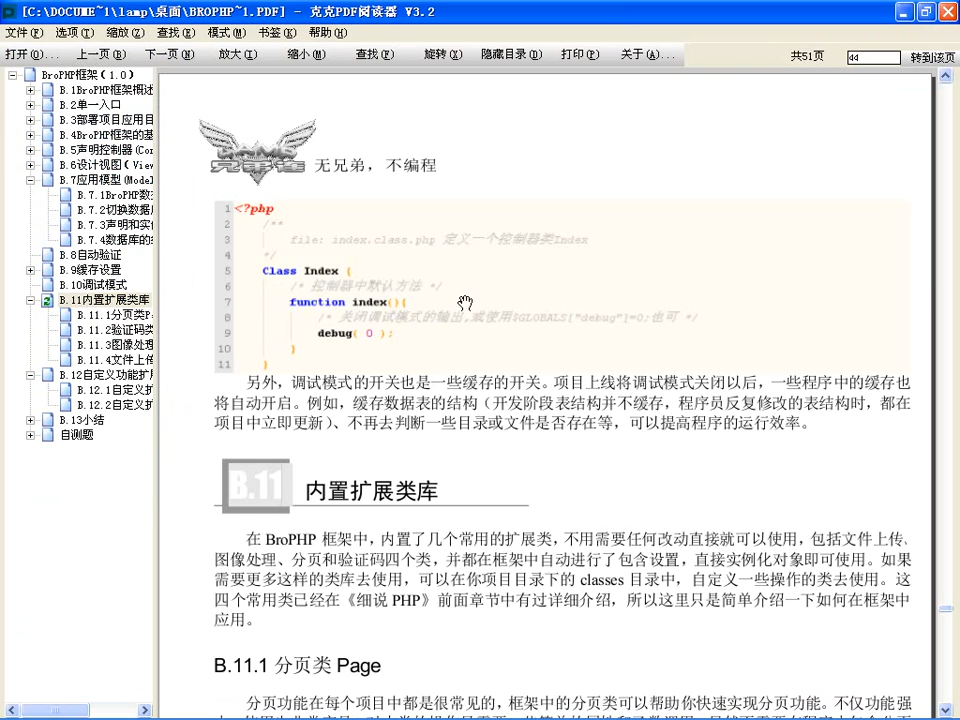 [C:\DOCUME~1\lamp\桌面\BROPHP~1.PDF] - 克克PDF阅读器 V3.2
文件(F) 选项(T) 缩放(Z) 查找(K) 模式(M) 书签(K) 帮助(H)
打开(O)... 上一页(B) 下一页(N) 放大(I) 缩小(M) 查找(F) 旋转(X) 隐藏目录(D) 打印(P) 关于(A)... 共51页 44 转到该页
BroPHP框架(1.0)
B.1BroPHP框架概述
B.2单一入口
B.3部署项目应用目
B.4BroPHP框架的基
B.5声明控制器(Con
B.6设计视图(View
B.7应用模型(Model
B.7.1BroPHP数
B.7.2切换数据
B.7.3声明和实
B.7.4数据库的
B.8自动验证
B.9缓存设置
B.10调试模式
B.11内置扩展类库
B.11.1分页类P
B.11.2验证码类
B.11.3图像处理
B.11.4文件上传
B.12自定义功能扩
B.12.1自定义扩
B.12.2自定义扩
B.13小结
自测题
LAMP
兄弟连 无兄弟，不编程
1 <?php
2 /**
3 file: index.class.php 定义一个控制器类Index
4 */
5 Class Index {
6 /* 控制器中默认方法 */
7 function index(){
8 /* 关闭调试模式的输出,或使用$GLOBALS["debug"]=0;也可 */
9 debug( 0 );
10 }
11 }
另外，调试模式的开关也是一些缓存的开关。项目上线将调试模式关闭以后，一些程序中的缓存也
将自动开启。例如，缓存数据表的结构（开发阶段表结构并不缓存，程序员反复修改的表结构时，都在
项目中立即更新）、不再去判断一些目录或文件是否存在等，可以提高程序的运行效率。
B.11 内置扩展类库
在 BroPHP 框架中，内置了几个常用的扩展类，不用需要任何改动直接就可以使用，包括文件上传、
图像处理、分页和验证码四个类，并都在框架中自动进行了包含设置，直接实例化对象即可使用。如果
需要更多这样的类库去使用，可以在你项目目录下的 classes 目录中，自定义一些操作的类去使用。这
四个常用类已经在《细说 PHP》前面章节中有过详细介绍，所以这里只是简单介绍一下如何在框架中
应用。
B.11.1 分页类 Page
分页功能在每个项目中都是很常见的，框架中的分页类可以帮助你快速实现分页功能。不仅功能强